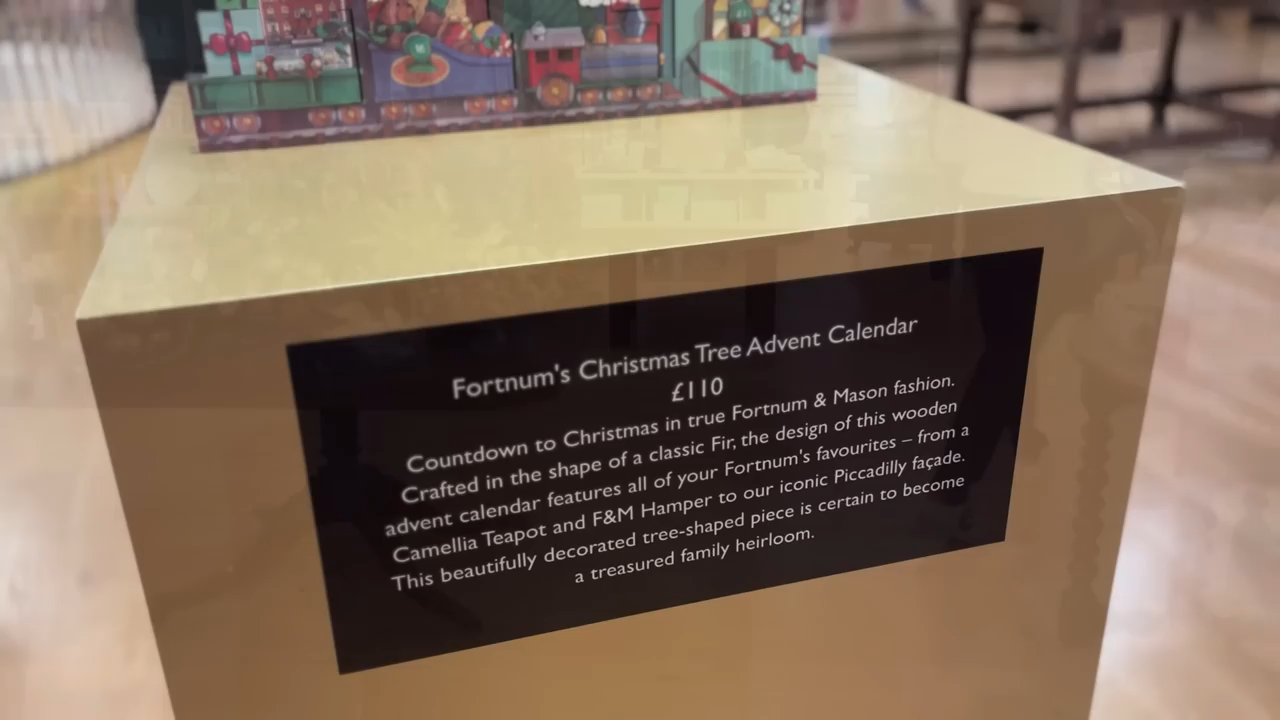 Fortnum's Christmas Tree Advent Calendar
£110
Countdown to Christmas in true Fortnum & Mason fashion.
Crafted in the shape of a classic Fir, the design of this wooden
advent calendar features all of your Fortnum's favourites – from a
Camellia Teapot and F&M Hamper to our iconic Piccadilly façade.
This beautifully decorated tree-shaped piece is certain to become
a treasured family heirloom.